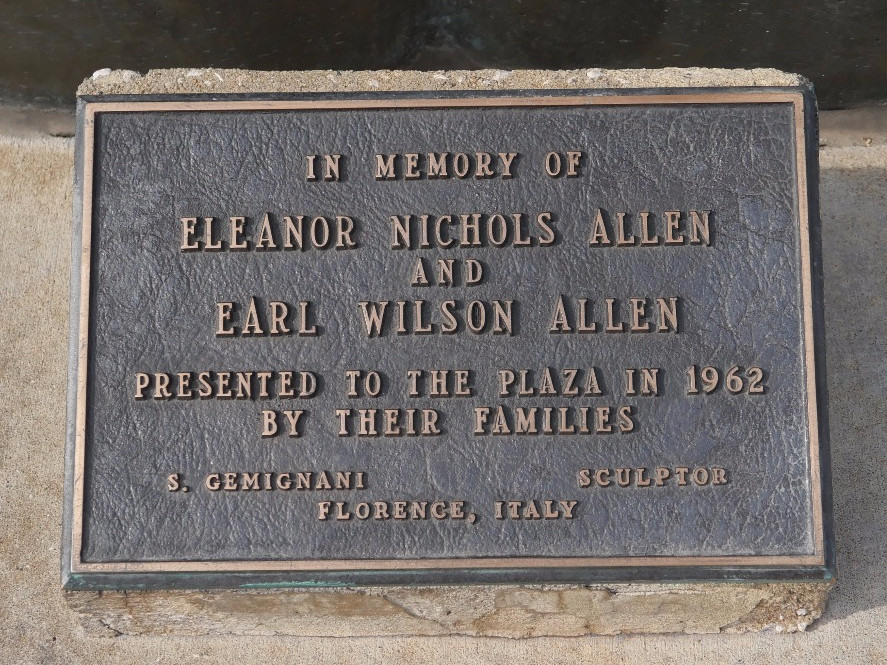 IN MEMORY OF
ELEANOR NICHOLS ALLEN
AND
EARL WILSON ALLEN
PRESENTED TO THE PLAZA IN 1962
BY THEIR FAMILIES
S. GEMIGNANI SCULPTOR
FLORENCE, ITALY